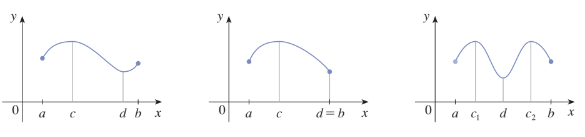 y
0 a c d b x
y
0 a c d = b x
y
0 a c₁ d c₂ b x